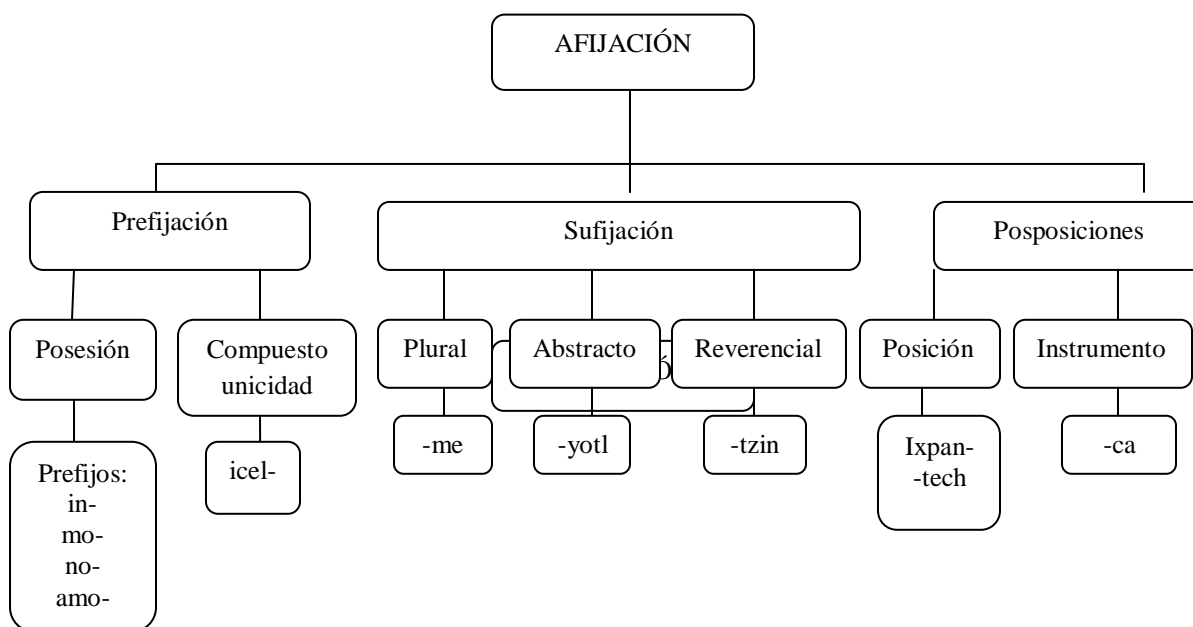 AFIJACIÓN
Prefijación
Sufijación
Posposiciones
Posesión
Compuesto
unicidad
Plural
Abstracto
Reverencial
Posición
Instrumento
Prefijos:
in-
mo-
no-
amo-
icel-
-me
-yotl
-tzin
Ixpan-
-tech
-ca